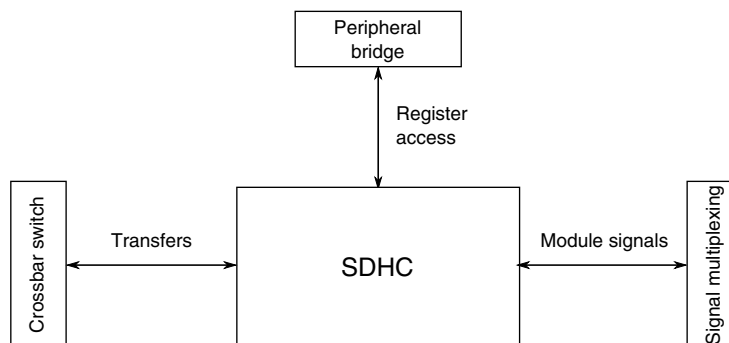 Peripheral
bridge
Register
access
Crossbar switch
Transfers
SDHC
Module signals
Signal multiplexing